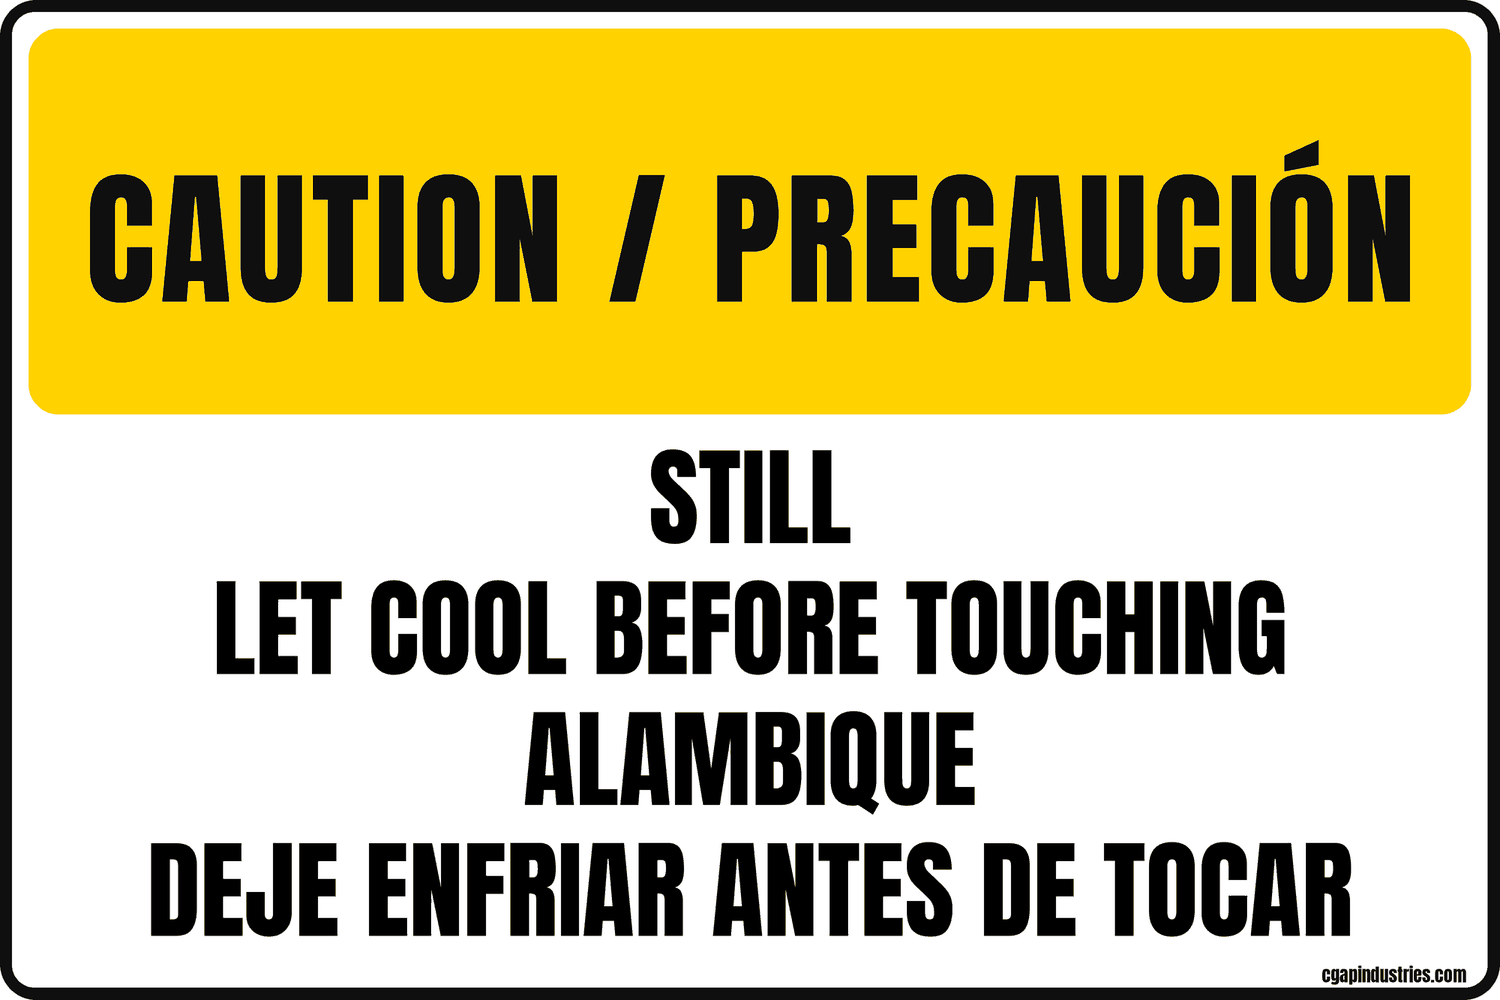 CAUTION / PRECAUCIÓN
STILL
LET COOL BEFORE TOUCHING
ALAMBIQUE
DEJE ENFRIAR ANTES DE TOCAR
cgapindustries.com